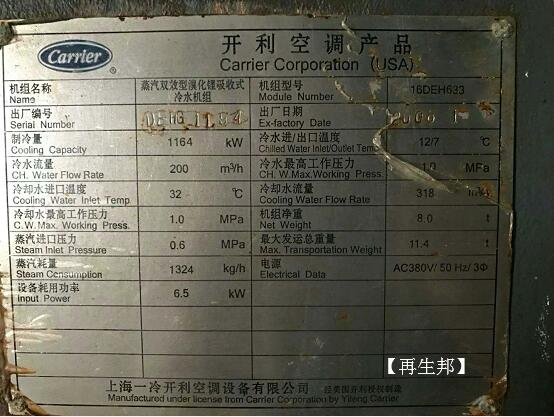 Carrier
开利空调产品
Carrier Corporation (USA)
机组名称 蒸汽双效型溴化锂吸收式 机组型号 16DEH633
Name 冷水机组 Module Number
出厂编号 出厂日期
Serial Number Ex-factory Date
制冷量 1164 kW 冷水进/出口温度 12/7 ℃
Cooling Capacity Chilled Water Inlet/Outlet Temp
冷水流量 200 m³/h 冷水最高工作压力 1.0 MPa
CH. Water Flow Rate CH.W.Max.Working Press.
冷却水进口温度 32 ℃ 冷却水流量 318
Cooling Water Inlet Temp Cooling Water Flow Rate
冷却水最高工作压力 1.0 MPa 机组净重 8.0 t
C.W.Max. Working Press. Net Weight
蒸汽进口压力 0.6 MPa 最大发运总重量 11.4 t
Steam Inlet Pressure Max. Transportation Weight
蒸汽耗量 1324 kg/h 电源 AC380V/ 50 Hz/ 3Φ
Steam Consumption Electrical Data
设备耗用功率 6.5 kW
Input Power
【再生邦】
上海一冷开利空调设备有限公司 经美国开利授权制造
Manufactured under license from Carrier Corporation by Yileng Carrier